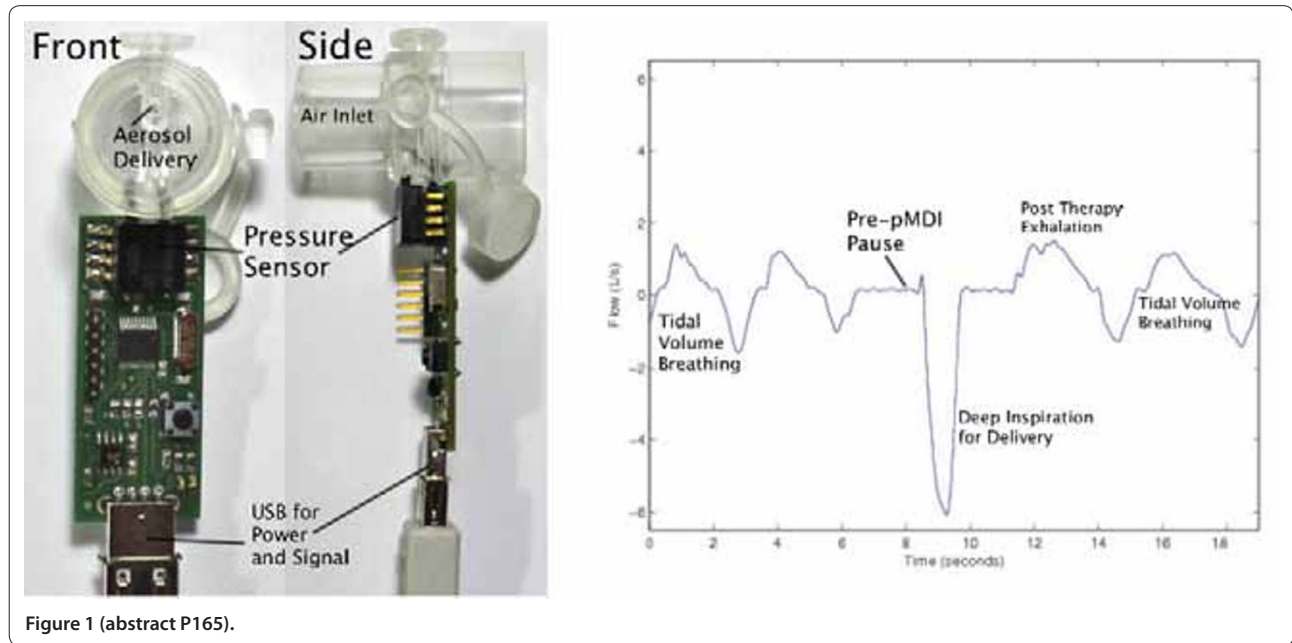 Front
Side
Aerosol
Delivery
Air Inlet
Pressure
Sensor
USB for
Power
and Signal
6
4
2
0
-2
-4
-6
Flow (L/s)
0 2 4 6 8 10 12 14 16 18
Time (seconds)
Tidal
Volume
Breathing
Pre-pMDI
Pause
Deep Inspiration
for Delivery
Post Therapy
Exhalation
Tidal Volume
Breathing
Figure 1 (abstract P165).